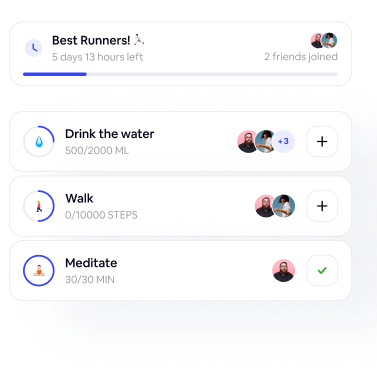 Best Runners! 🏃🏻‍♂️
5 days 13 hours left
2 friends joined
Drink the water
500/2000 ML
+3
Walk
0/10000 STEPS
Meditate
30/30 MIN